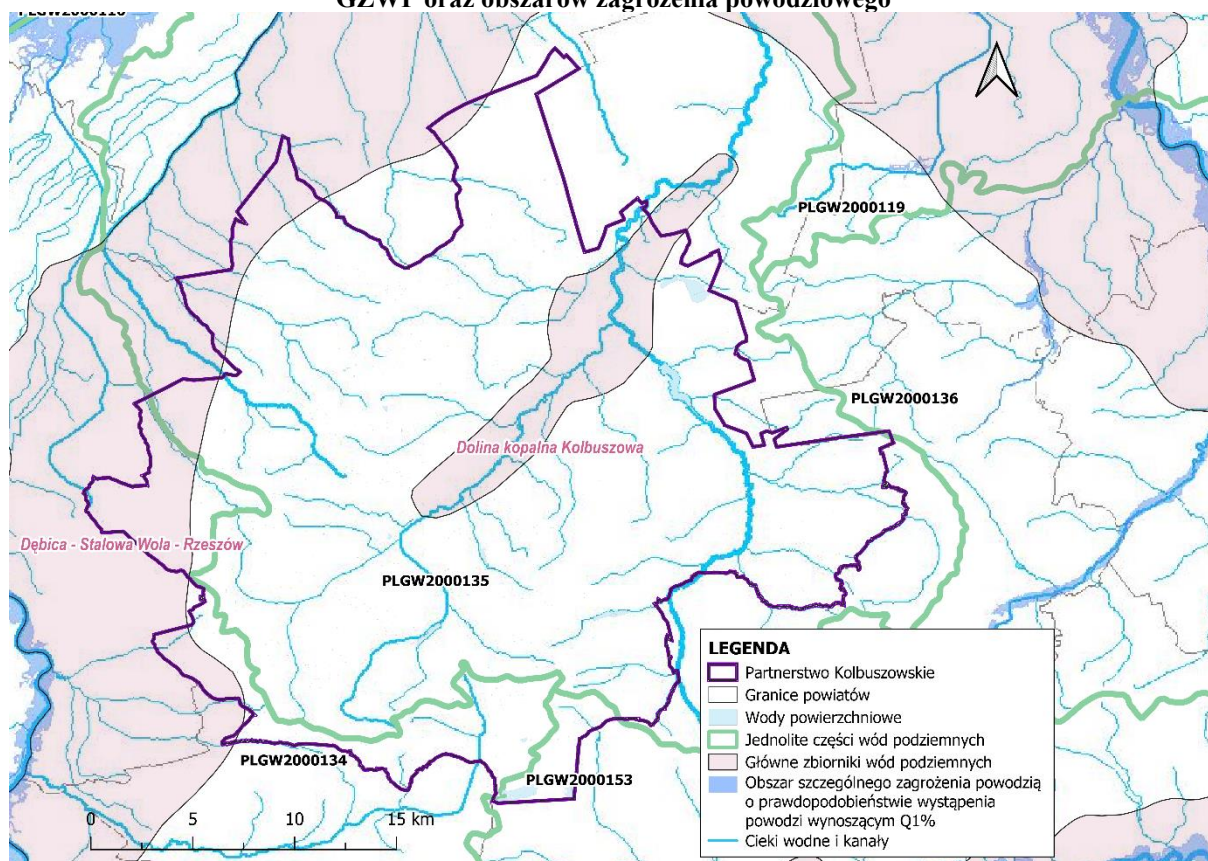 GZWP oraz obszarów zagrożenia powodziowego
PLGW2000119
PLGW2000136
Dolina kopalna Kolbuszowa
Dębica - Stalowa Wola - Rzeszów
PLGW2000135
PLGW2000134
PLGW2000153
0 5 10 15 km
LEGENDA
Partnerstwo Kolbuszowskie
Granice powiatów
Wody powierzchniowe
Jednolite części wód podziemnych
Główne zbiorniki wód podziemnych
Obszar szczególnego zagrożenia powodzią
o prawdopodobieństwie wystąpenia
powodzi wynoszącym Q1%
Cieki wodne i kanały